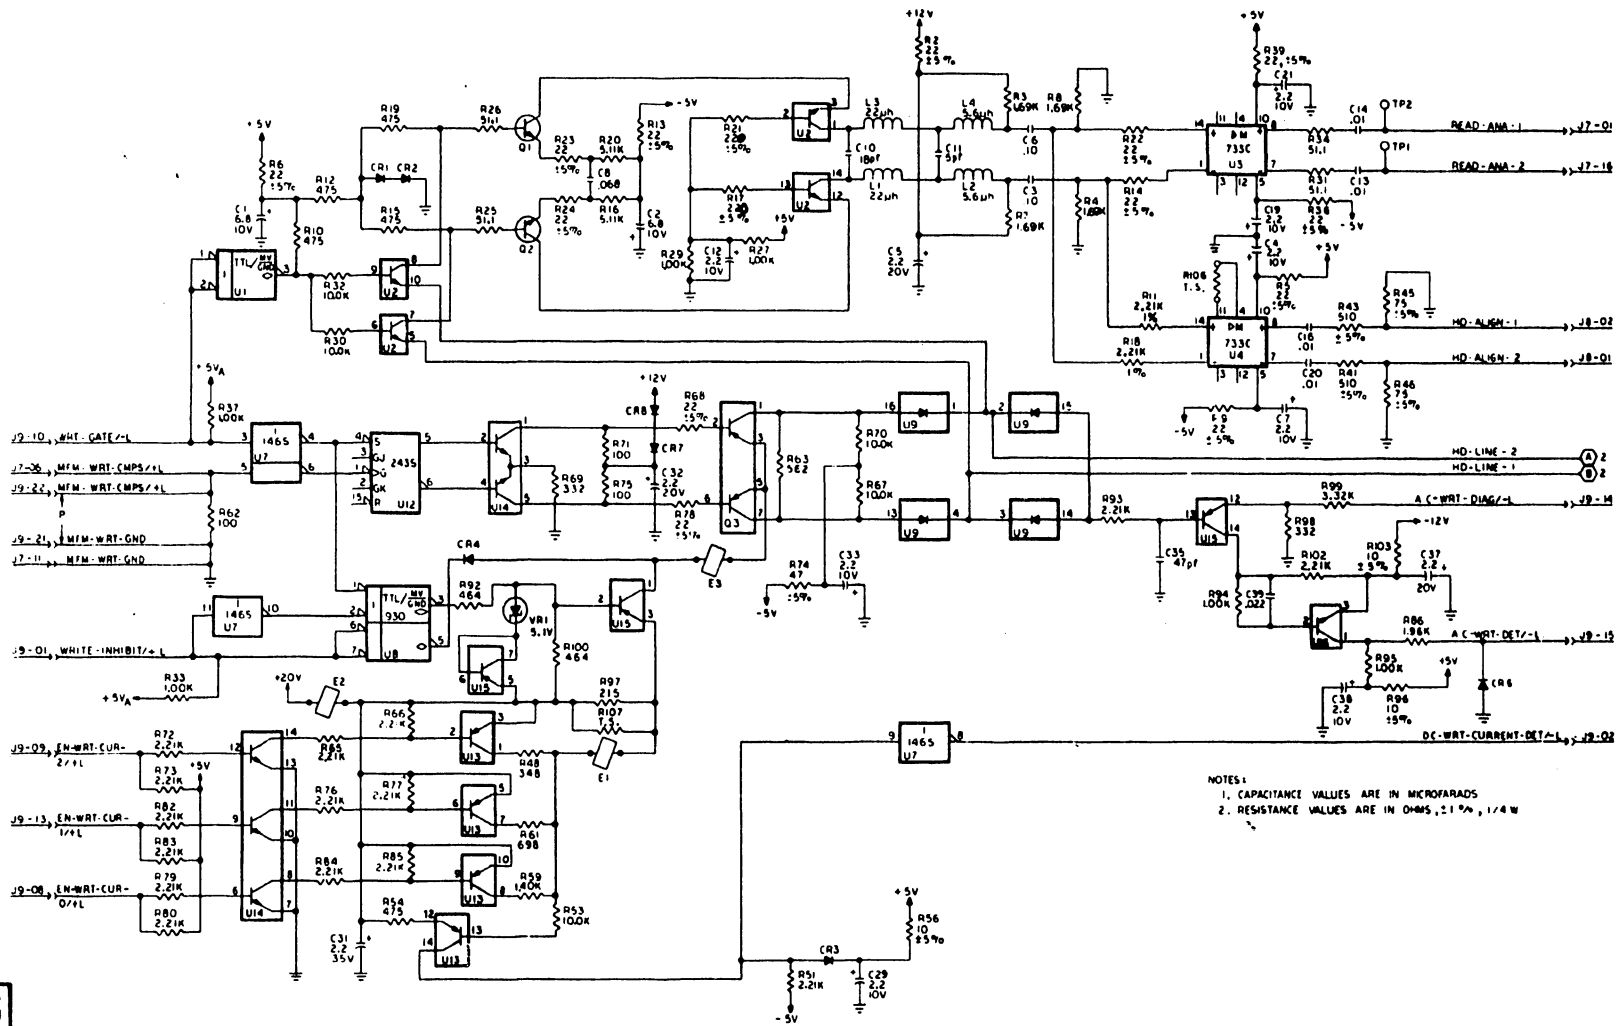 +12V
R2
22
±5%
+5V
R39
22, ±5%
C21
2.2
10V
R19
475
R26
51.1
Q1
R23
22
±5%
R20
5.11K
R13
22
±5%
-5V
C8
.068
R24
22
±5%
R16
5.11K
C2
6.8
10V
R25
51.1
Q2
+5V
R6
22
±5%
R12
475
CR1 CR2
R15
475
C1
6.8
10V
R10
475
TTL/MV
GND
U1
R32
10.0K
R30
10.0K
U2
U2
R21
±5%
R17
±5%
+5V
R29
1.00K
C12
2.2
10V
R27
1.00K
U2
U2
L3
22µh
L4
5.6µh
C10
18pf
C11
5pf
L1
22µh
L2
5.6µh
R3
1.69K
R8
1.69K
C6
.10
C3
.10
R7
1.69K
R4
1.69K
C5
2.2
20V
R22
22
±5%
R14
22
±5%
733C
U3
R34
51.1
C14
.01
TP2
READ-ANA-1
J7-01
R31
51.1
C13
.01
TP1
READ-ANA-2
J7-16
R38
22
±5%
-5V
C19
2.2
10V
C4
2.2
10V
R106
T.S.
R5
22
±5%
+5V
R11
2.21K
1%
R18
2.21K
1%
733C
U4
C16
.01
R43
510
±5%
R45
75
±5%
HD-ALIGN-1
J8-02
C20
.01
R41
510
±5%
R46
75
±5%
HD-ALIGN-2
J8-01
-5V
R9
22
±5%
C7
2.2
10V
+5VA
R37
1.00K
J9-10
WRT-GATE/-L
J7-06
MFM-WRT-CMPS/+L
J9-22
MFM-WRT-CMPS/+L
P
R62
100
J9-21
MFM-WRT-GND
J7-11
MFM-WRT-GND
1465
U7
S
GJ
G
GK
R
2435
U12
U14
R69
332
+12V
CR8
CR7
R71
100
R75
100
C32
2.2
20V
R68
22
±5%
R78
22
±5%
Q3
R63
5E2
R70
10.0K
R67
10.0K
U9
U9
U9
U9
HD-LINE-2
A 2
HD-LINE-1
B 2
R93
2.21K
C35
47pf
U15
R99
3.32K
AC-WRT-DIAG/-L
J9-14
R98
332
R102
2.21K
R103
10
±5%
-12V
C37
2.2
20V
R94
1.00K
C39
.022
R86
1.96K
AC-WRT-DET/-L
J9-15
R95
1.00K
+5V
C38
2.2
10V
R96
10
±5%
CR6
CR4
E3
R74
47
±5%
-5V
C33
2.2
10V
1465
U7
TTL/MV
GND
930
U8
R92
464
VR1
5.1V
U15
R100
464
U15
J9-01
WHITE-INHIBIT/+L
R33
1.00K
+5VA
+20V
E2
R66
2.21K
R65
2.21K
U13
R97
215
R107
T.S.
R48
348
E1
J9-09
EN-WRT-CUR-
2/+L
R72
2.21K
R73
2.21K
+5V
J9-13
EN-WRT-CUR-
1/+L
R82
2.21K
R83
2.21K
J9-08
EN-WRT-CUR-
0/+L
R79
2.21K
R80
2.21K
U14
R76
2.21K
R77
2.21K
U13
R61
698
R84
2.21K
R85
2.21K
U13
R59
1.40K
R54
475
R53
10.0K
C31
2.2
35V
U13
1465
U7
DC-WRT-CURRENT-DET/-L
J9-02
+5V
R56
10
±5%
CR3
R51
2.21K
-5V
C29
2.2
10V
NOTES:
1. CAPACITANCE VALUES ARE IN MICROFARADS
2. RESISTANCE VALUES ARE IN OHMS, ±1%, 1/4 W